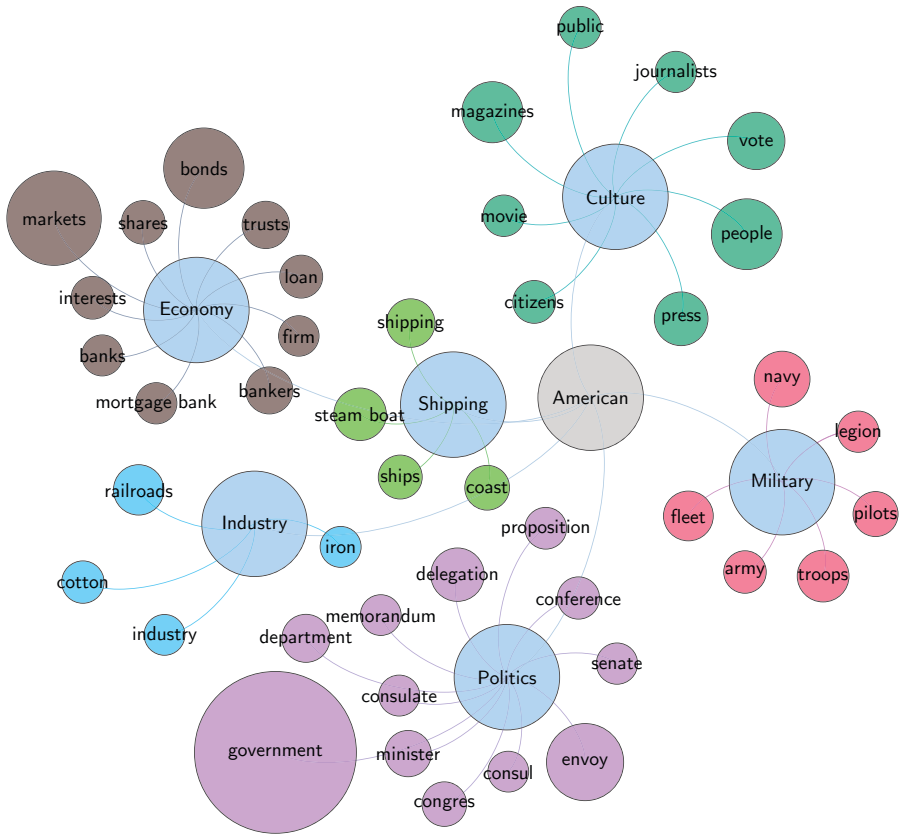 public
journalists
magazines
vote
Culture
movie
people
citizens
press
bonds
markets
shares
trusts
loan
interests
Economy
firm
banks
bankers
mortgage bank
shipping
steam boat
Shipping
ships
coast
American
navy
legion
Military
fleet
pilots
army
troops
railroads
Industry
iron
cotton
industry
proposition
delegation
conference
memorandum
department
senate
Politics
consulate
government
minister
envoy
consul
congres